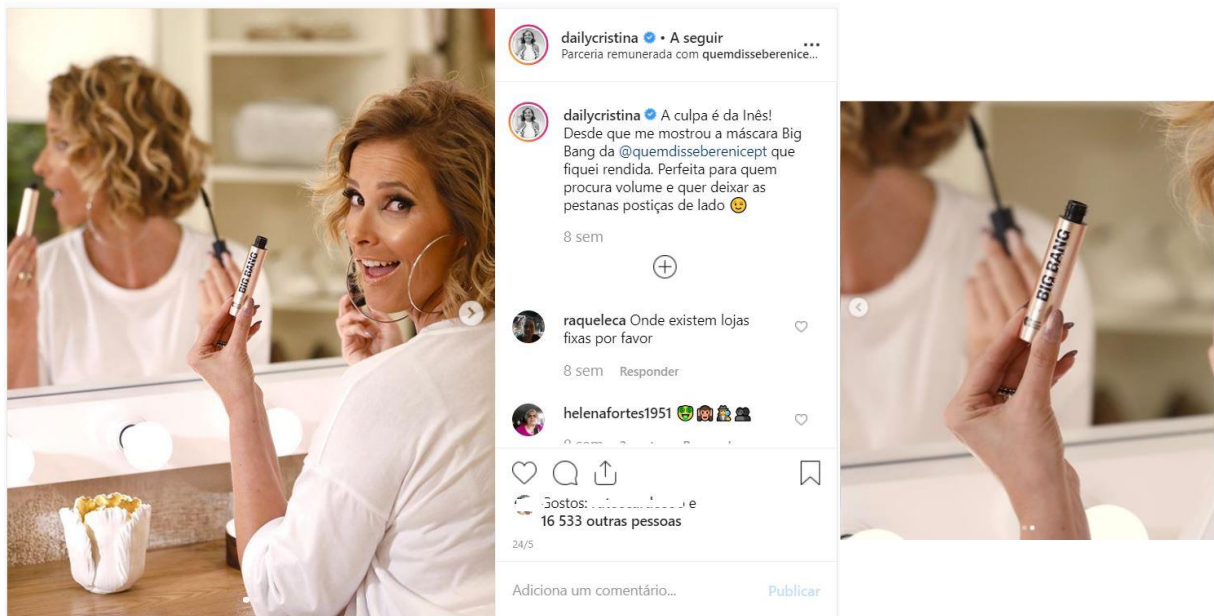 dailycristina • A seguir
Parceria remunerada com quemdisseberenice...
dailycristina A culpa é da Inês!
Desde que me mostrou a máscara Big
Bang da @quemdisseberenicept que
fiquei rendida. Perfeita para quem
procura volume e quer deixar as
pestanas postiças de lado 😉
8 sem
raqueleca Onde existem lojas
fixas por favor
8 sem Responder
helenafortes1951 🤑🙉
Gostos: e
16 533 outras pessoas
24/5
Adiciona um comentário... Publicar
BIG BANG
BIG BANG